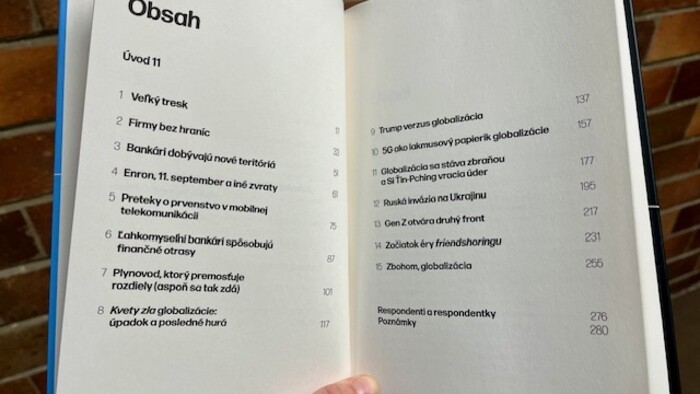 Obsah
Úvod 11
1 Veľký tresk
2 Firmy bez hraníc 17
3 Bankári dobývajú nové teritóriá 33
4 Enron, 11. september a iné zvraty 51
5 Preteky o prvenstvo v mobilnej 61
telekomunikácii
6 Ľahkomyseľní bankári spôsobujú 75
finančné otrasy
7 Plynovod, ktorý premosťuje 87
rozdiely (aspoň sa tak zdá)
8 Kvety zla globalizácie: 101
úpadok a posledné hurá 117
9 Trump verzus globalizácia 137
10 5G ako lakmusový papierik globalizácie 157
11 Globalizácia sa stáva zbraňou
a Si Ťin-Pching vracia úder 177
12 Ruská invázia na Ukrajinu 195
13 Gen Z otvára druhý front 217
14 Začiatok éry friendshoringu 231
15 Zbohom, globalizácia 255
Respondenti a respondentky 276
Poznámky 280